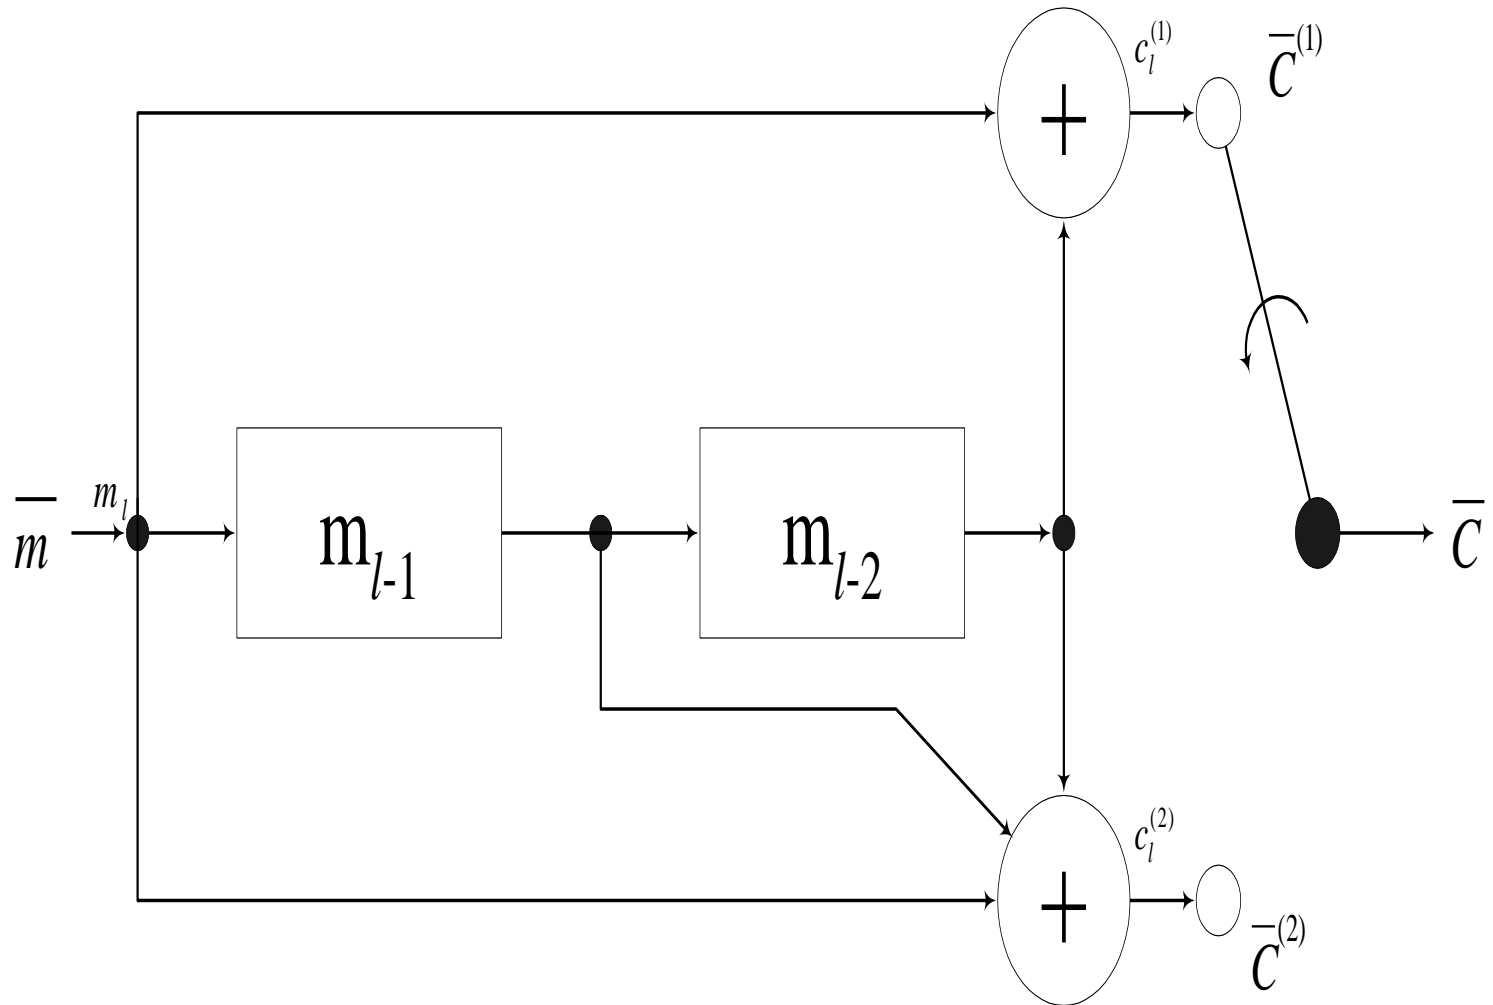 c_l^(1)
C̅^(1)
+
m̅
m_l
m_{l-1}
m_{l-2}
C̅
c_l^(2)
+
C̅^(2)